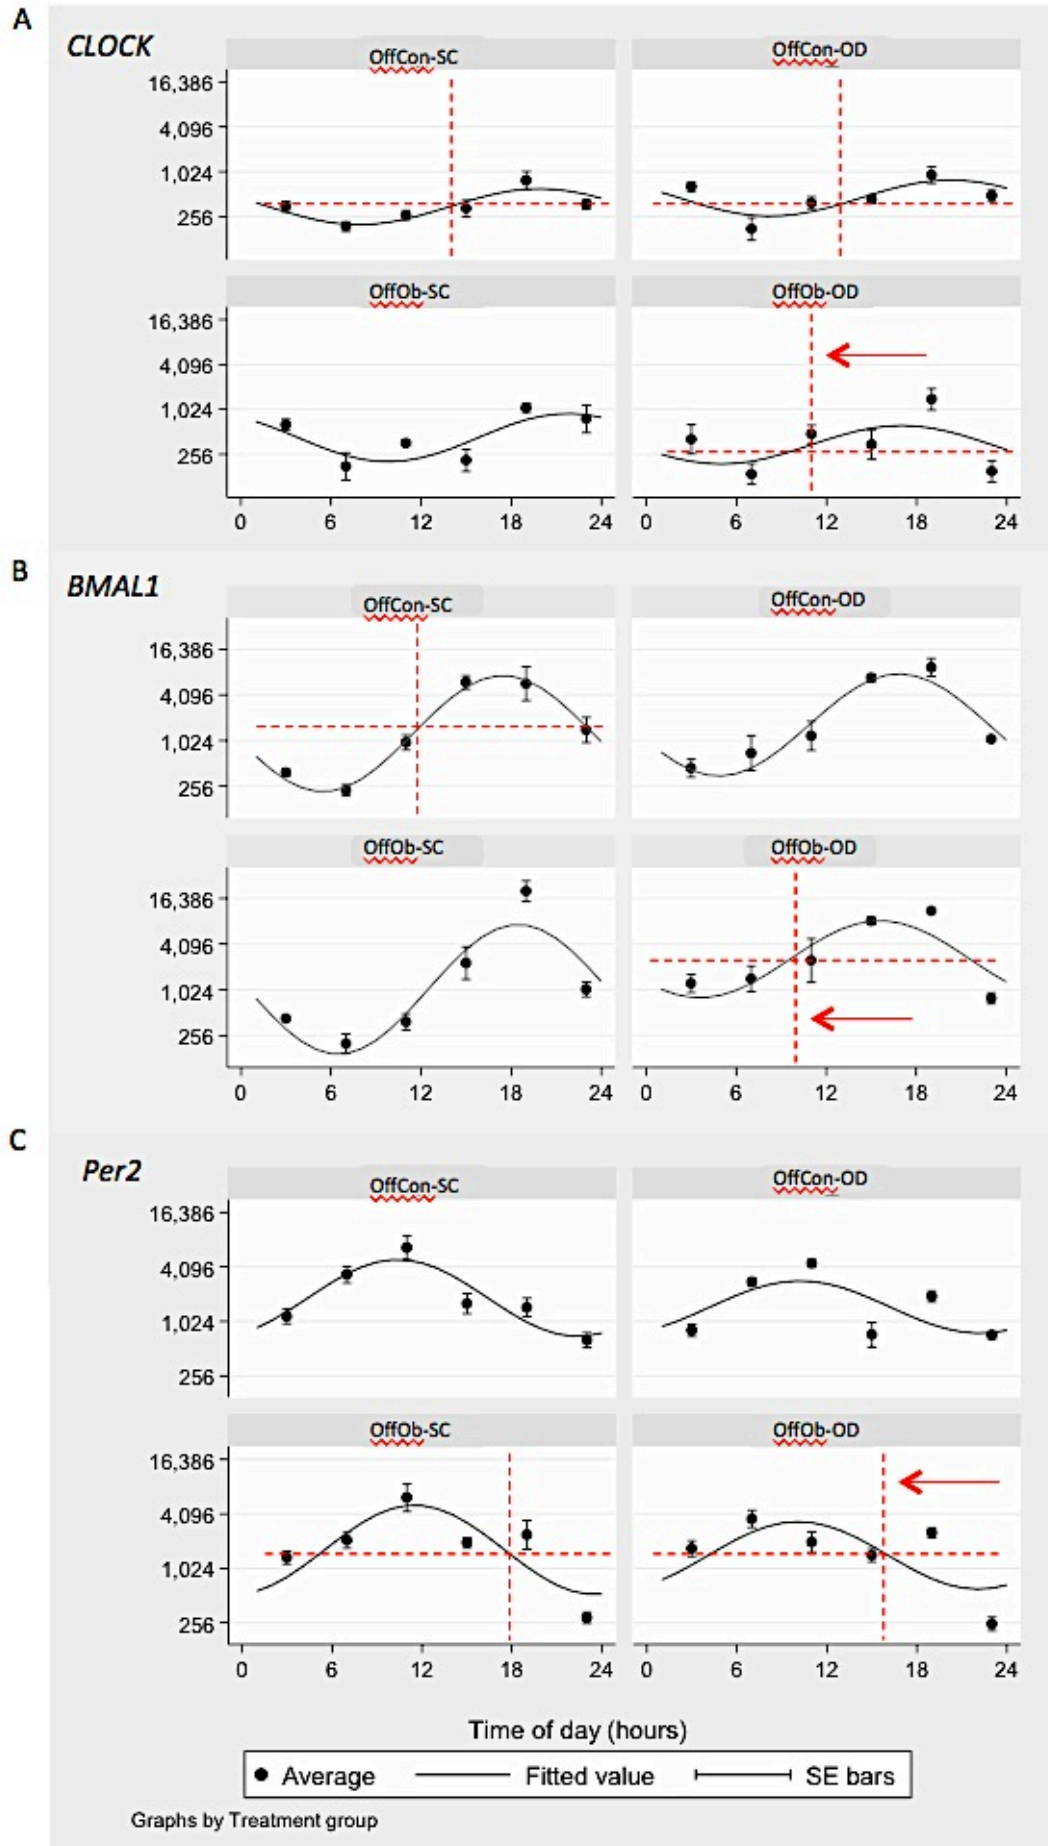 A
CLOCK
OffCon-SC OffCon-OD
16,386
4,096
1,024
256
OffOb-SC OffOb-OD
16,386
4,096
1,024
256
0 6 12 18 24 0 6 12 18 24
B
BMAL1
OffCon-SC OffCon-OD
16,386
4,096
1,024
256
OffOb-SC OffOb-OD
16,386
4,096
1,024
256
0 6 12 18 24 0 6 12 18 24
C
Per2
OffCon-SC OffCon-OD
16,386
4,096
1,024
256
OffOb-SC OffOb-OD
16,386
4,096
1,024
256
0 6 12 18 24 0 6 12 18 24
Time of day (hours)
Average Fitted value SE bars
Graphs by Treatment group